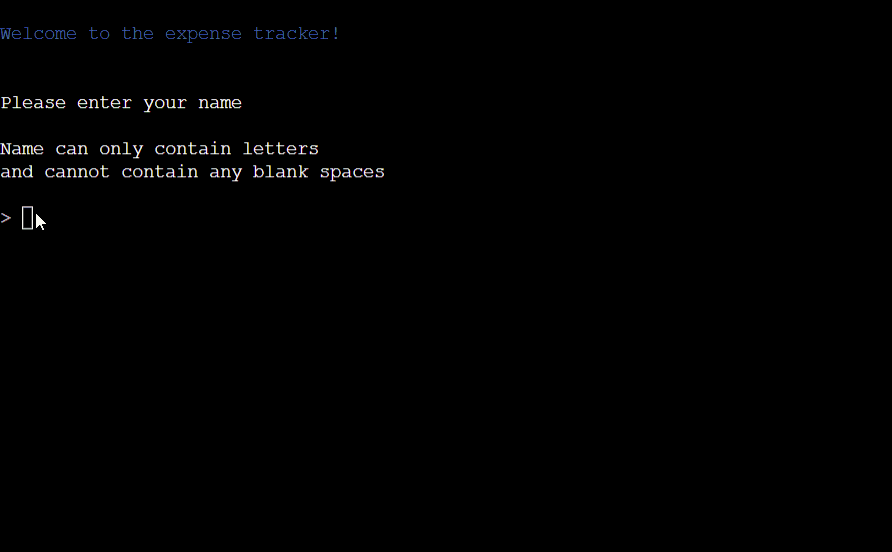 Welcome to the expense tracker!
Please enter your name
Name can only contain letters
and cannot contain any blank spaces
>